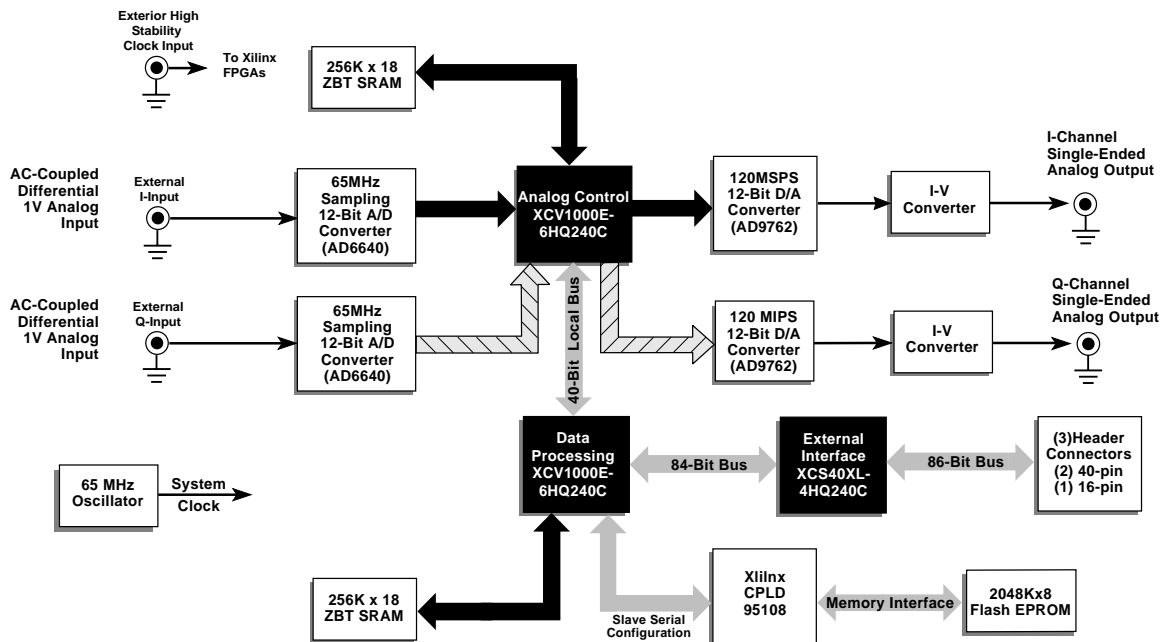 Exterior High
Stability
Clock Input
To Xilinx
FPGAs
256K x 18
ZBT SRAM
AC-Coupled
Differential
1V Analog
Input
External
I-Input
65MHz
Sampling
12-Bit A/D
Converter
(AD6640)
Analog Control
XCV1000E-
6HQ240C
120MSPS
12-Bit D/A
Converter
(AD9762)
I-V
Converter
I-Channel
Single-Ended
Analog Output
AC-Coupled
Differential
1V Analog
Input
External
Q-Input
65MHz
Sampling
12-Bit A/D
Converter
(AD6640)
40-Bit Local Bus
120 MIPS
12-Bit D/A
Converter
(AD9762)
I-V
Converter
Q-Channel
Single-Ended
Analog Output
65 MHz
Oscillator
System
Clock
Data
Processing
XCV1000E-
6HQ240C
84-Bit Bus
External
Interface
XCS40XL-
4HQ240C
86-Bit Bus
(3)Header
Connectors
(2) 40-pin
(1) 16-pin
256K x 18
ZBT SRAM
Slave Serial
Configuration
XliInx
CPLD
95108
Memory Interface
2048Kx8
Flash EPROM